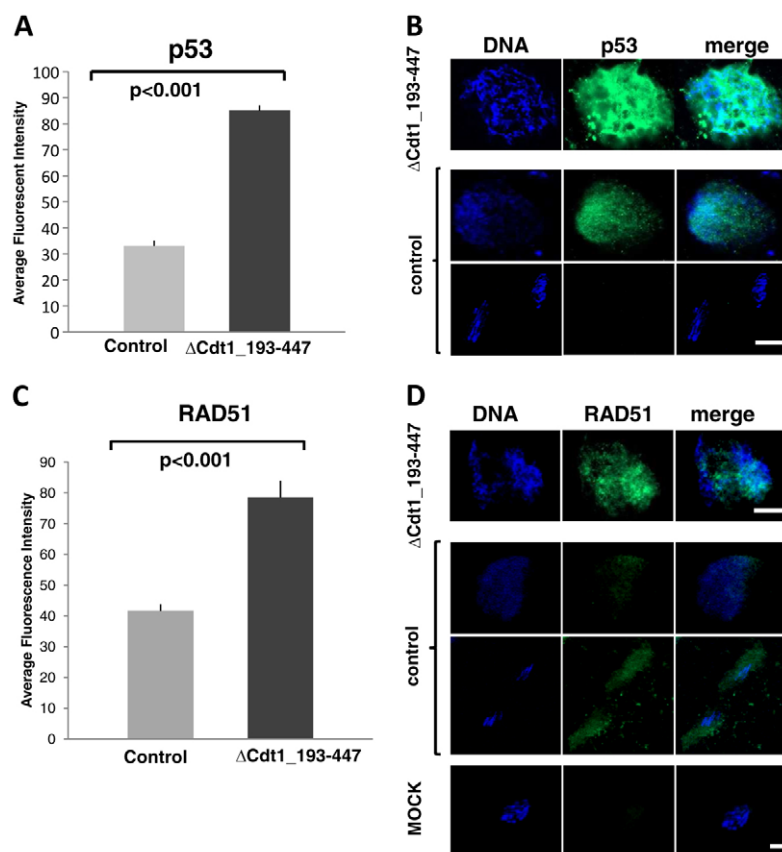 A
p53
p<0.001
Average Fluorescent Intensity
100
90
80
70
60
50
40
30
20
10
0
Control
ΔCdt1_193-447
B
DNA p53 merge
ΔCdt1_193-447
control
C
RAD51
p<0.001
Average Fluorescence Intensity
90
80
70
60
50
40
30
20
10
0
Control
ΔCdt1_193-447
D
DNA RAD51 merge
ΔCdt1_193-447
control
MOCK